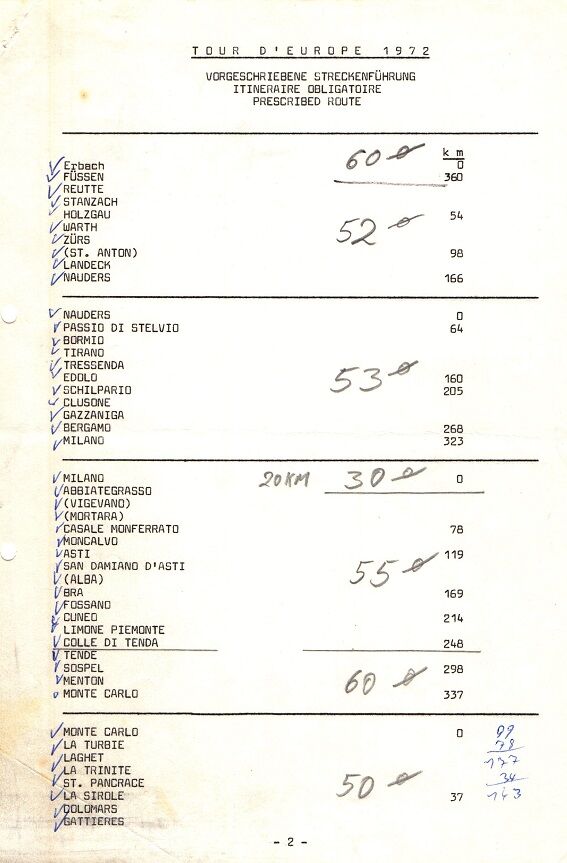 TOUR D'EUROPE 1972
VORGESCHRIEBENE STRECKENFÜHRUNG
ITINERAIRE OBLIGATOIRE
PRESCRIBED ROUTE
60 ø km
Erbach 0
FÜSSEN 360
REUTTE
STANZACH
HOLZGAU 54
WARTH
ZÜRS 52 ø
(ST. ANTON) 98
LANDECK
NAUDERS 166
NAUDERS 0
PASSIO DI STELVIO 64
BORMIO
TIRANO
TRESSENDA
EDOLO 53 ø 160
SCHILPARIO 205
CLUSONE
GAZZANIGA
BERGAMO 268
MILANO 323
MILANO 20 KM 30 ø 0
ABBIATEGRASSO
(VIGEVANO)
(MORTARA)
CASALE MONFERRATO 78
MONCALVO
ASTI 119
SAN DAMIANO D'ASTI 55 ø
(ALBA)
BRA 169
FOSSANO
CUNEO 214
LIMONE PIEMONTE
COLLE DI TENDA 248
TENDE
SOSPEL 298
MENTON 60 ø
MONTE CARLO 337
MONTE CARLO 0 99
LA TURBIE 78
LAGHET 177
LA TRINITE
ST. PANCRACE 50 ø 34
LA SIROLE 37 143
COLOMARS
GATTIERES
- 2 -